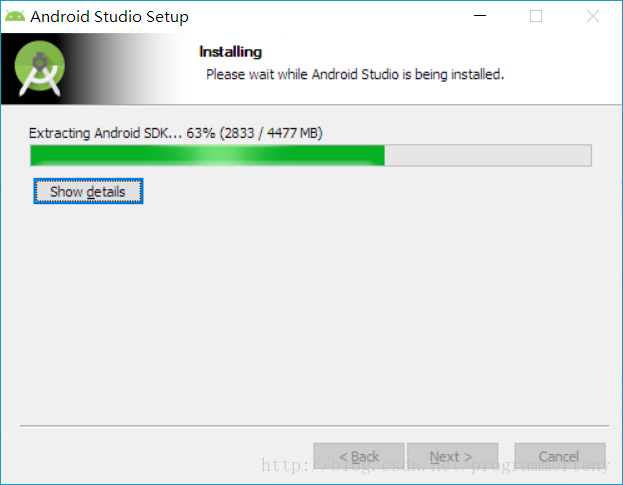 Android Studio Setup
Installing
Please wait while Android Studio is being installed.
Extracting Android SDK... 63% (2833 / 4477 MB)
Show details
< Back
Next >
Cancel
http://blog.csdn.net/programmerteny